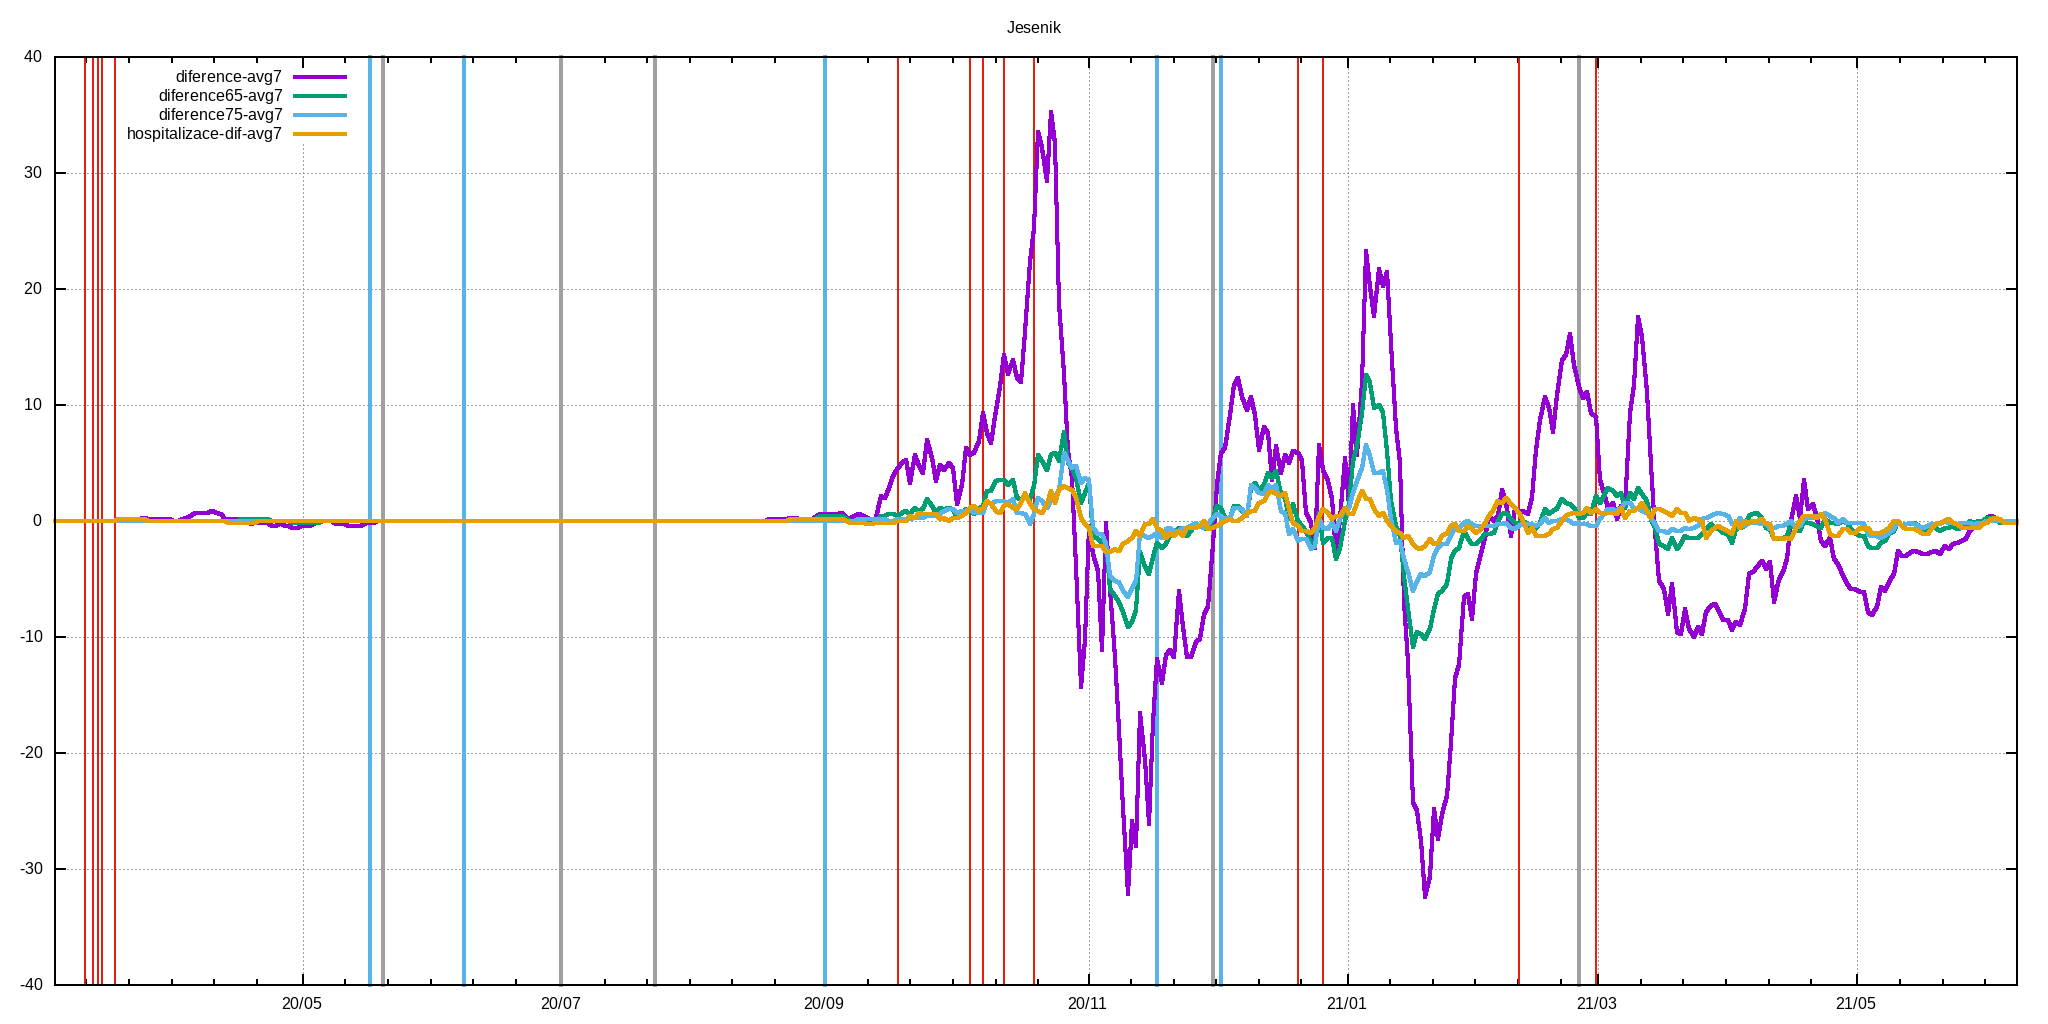 Jesenik
diference-avg7
diference65-avg7
diference75-avg7
hospitalizace-dif-avg7
40
30
20
10
0
-10
-20
-30
-40
20/05 20/07 20/09 20/11 21/01 21/03 21/05